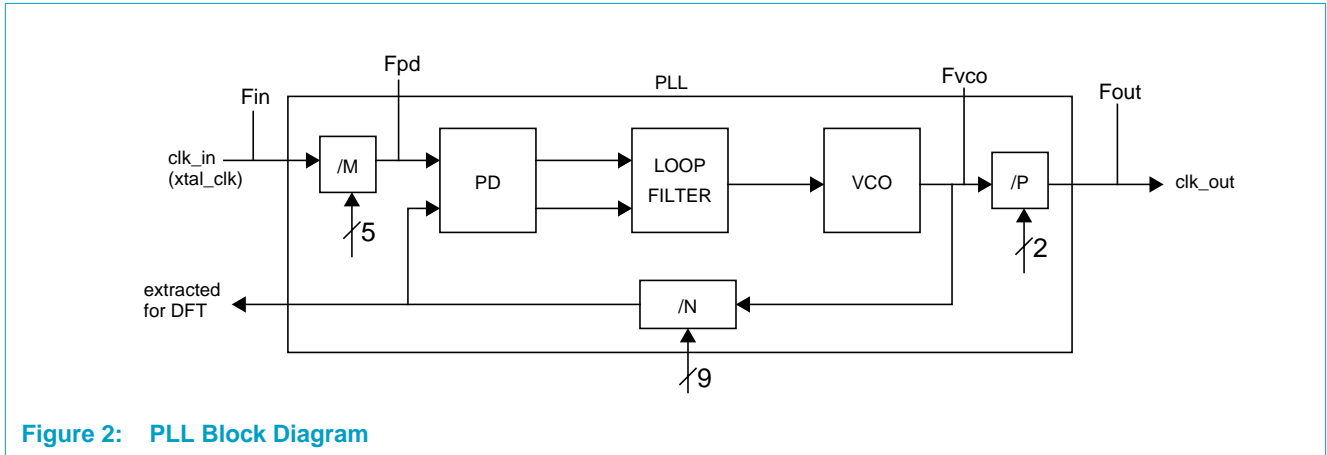 Fpd
Fvco
PLL
Fin
Fout
clk_in
(xtal_clk)
/M
PD
LOOP
FILTER
VCO
/P
clk_out
5
2
extracted
for DFT
/N
9
Figure 2: PLL Block Diagram